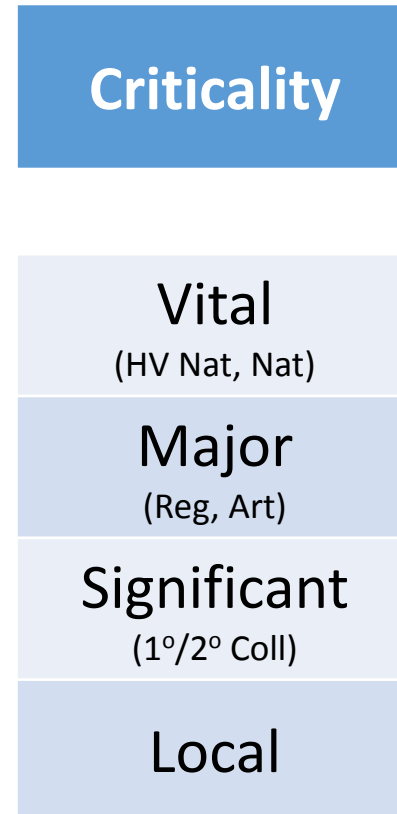 Criticality
Vital
(HV Nat, Nat)
Major
(Reg, Art)
Significant
(1º/2º Coll)
Local